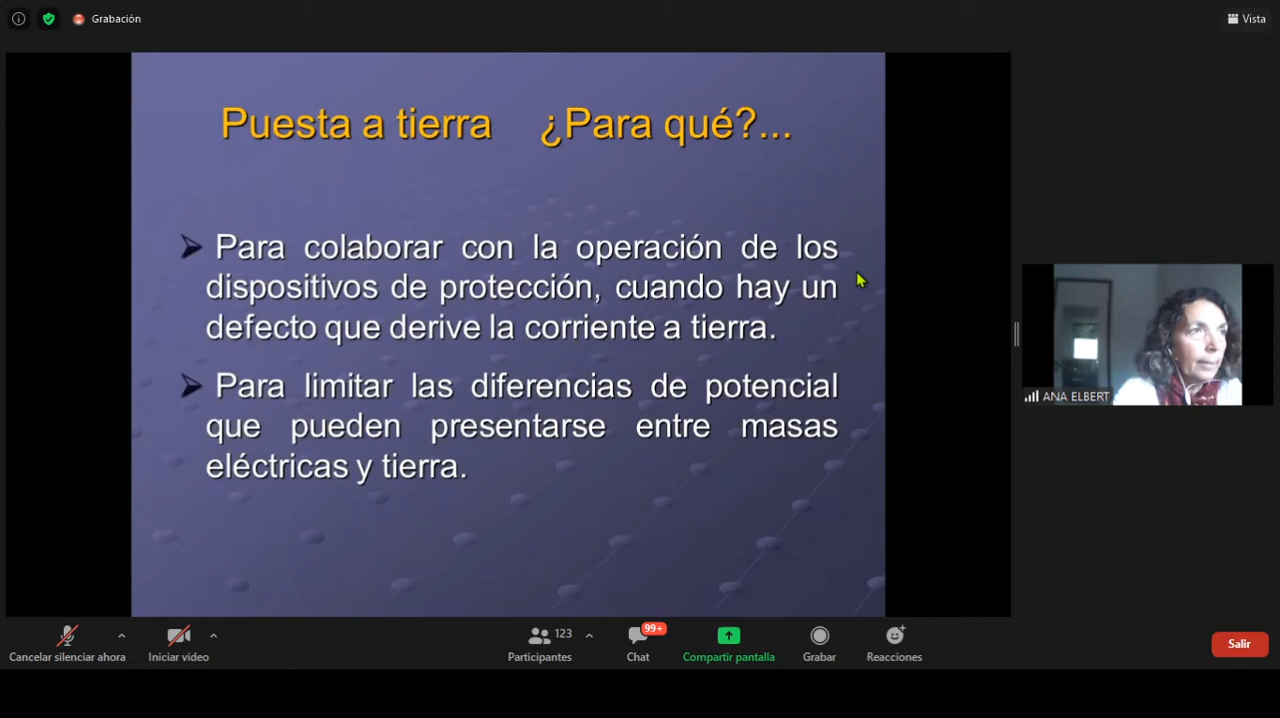 Grabación
Vista
Puesta a tierra ¿Para qué?...
Para colaborar con la operación de los
dispositivos de protección, cuando hay un
defecto que derive la corriente a tierra.
Para limitar las diferencias de potencial
que pueden presentarse entre masas
eléctricas y tierra.
ANA ELBERT
123
99+
Cancelar silenciar ahora
Iniciar video
Participantes
Chat
Compartir pantalla
Grabar
Reacciones
Salir